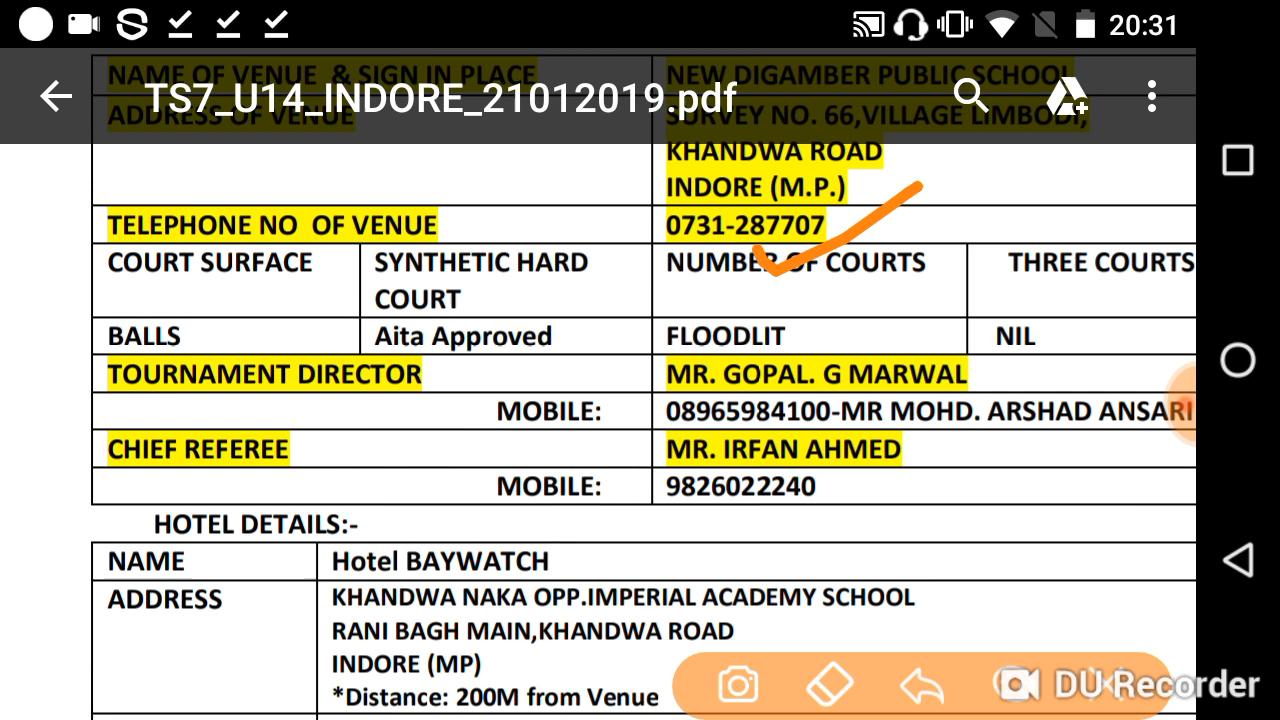 20:31
NAME OF VENUE & SIGN IN PLACE NEW DIGAMBER PUBLIC SCHOOL
TS7_U14_INDORE_21012019.pdf
ADDRESS OF VENUE SURVEY NO. 66,VILLAGE LIMBODI,
KHANDWA ROAD
INDORE (M.P.)
TELEPHONE NO OF VENUE 0731-287707
COURT SURFACE SYNTHETIC HARD COURT NUMBER OF COURTS THREE COURTS
BALLS Aita Approved FLOODLIT NIL
TOURNAMENT DIRECTOR MR. GOPAL. G MARWAL
MOBILE: 08965984100-MR MOHD. ARSHAD ANSARI
CHIEF REFEREE MR. IRFAN AHMED
MOBILE: 9826022240
HOTEL DETAILS:-
NAME Hotel BAYWATCH
ADDRESS KHANDWA NAKA OPP.IMPERIAL ACADEMY SCHOOL
RANI BAGH MAIN,KHANDWA ROAD
INDORE (MP)
*Distance: 200M from Venue
DU Recorder